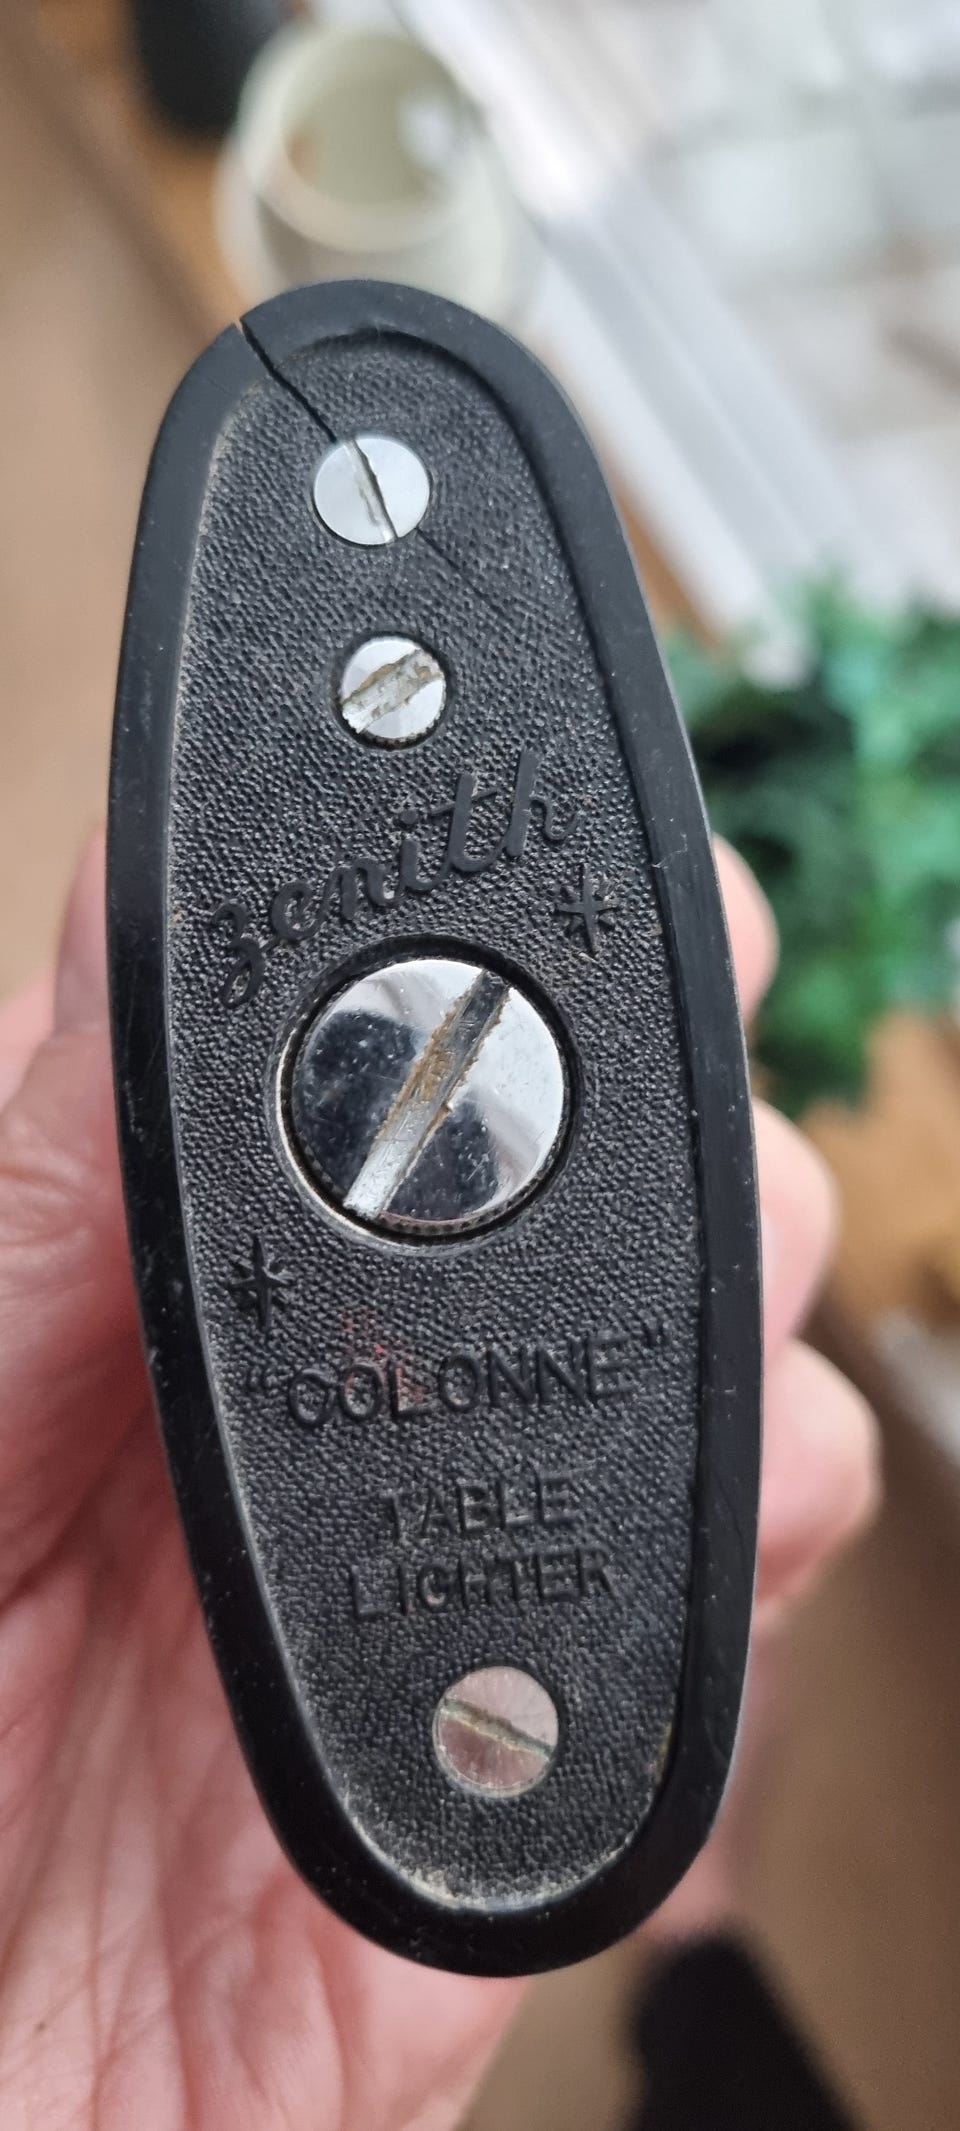 zenith
"COLONNE"
TABLE
LIGHTER